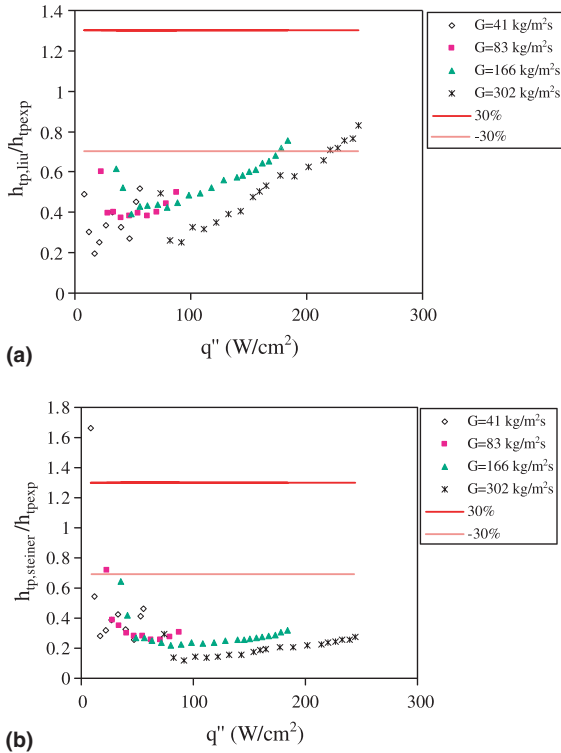 1.4
1.2
1
0.8
0.6
0.4
0.2
0
0 100 200 300
h_tp,liu/h_tpexp
q" (W/cm²)
G=41 kg/m²s
G=83 kg/m²s
G=166 kg/m²s
G=302 kg/m²s
30%
-30%
(a)
1.8
1.6
1.4
1.2
1
0.8
0.6
0.4
0.2
0
0 100 200 300
h_tp,steiner/h_tpexp
q" (W/cm²)
G=41 kg/m²s
G=83 kg/m²s
G=166 kg/m²s
G=302 kg/m²s
30%
-30%
(b)